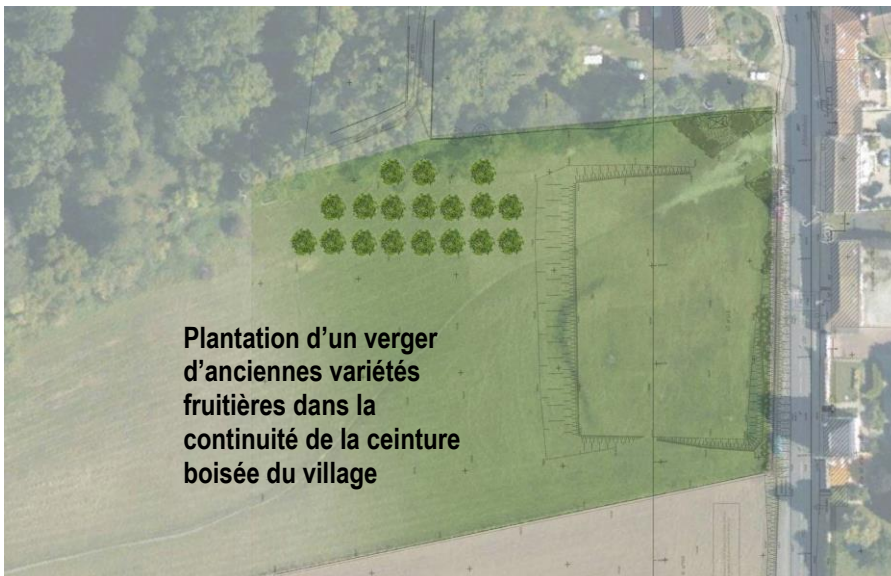 Plantation d’un verger
d’anciennes variétés
fruitières dans la
continuité de la ceinture
boisée du village